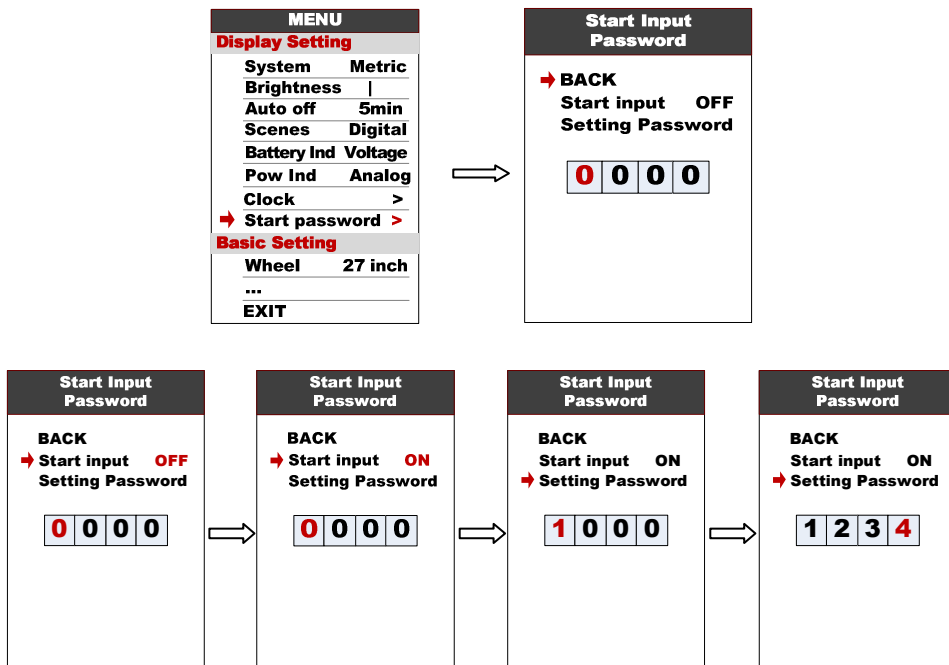 MENU
Display Setting
System Metric
Brightness |
Auto off 5min
Scenes Digital
Battery Ind Voltage
Pow Ind Analog
Clock >
Start password >
Basic Setting
Wheel 27 inch
...
EXIT
Start Input
Password
BACK
Start input OFF
Setting Password
0 0 0 0
Start Input
Password
BACK
Start input OFF
Setting Password
0 0 0 0
Start Input
Password
BACK
Start input ON
Setting Password
0 0 0 0
Start Input
Password
BACK
Start input ON
Setting Password
1 0 0 0
Start Input
Password
BACK
Start input ON
Setting Password
1 2 3 4